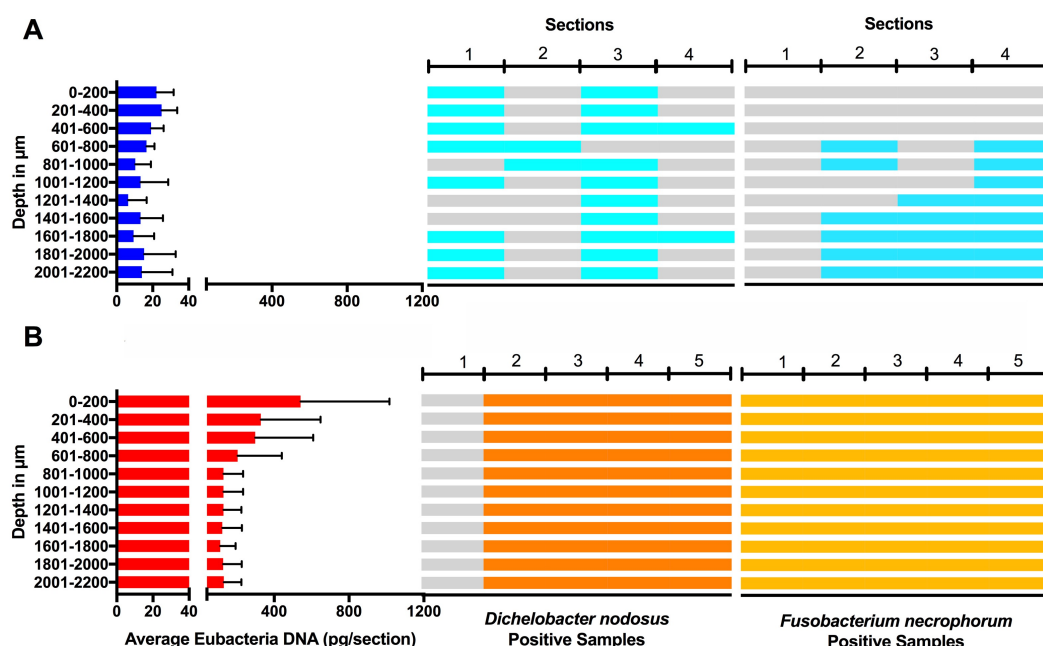 A
Sections
Sections
1 2 3 4
1 2 3 4
Depth in µm
0-200
201-400
401-600
601-800
801-1000
1001-1200
1201-1400
1401-1600
1601-1800
1801-2000
2001-2200
0 20 40 400 800 1200
B
1 2 3 4 5
1 2 3 4 5
Depth in µm
0-200
201-400
401-600
601-800
801-1000
1001-1200
1201-1400
1401-1600
1601-1800
1801-2000
2001-2200
0 20 40 400 800 1200
Average Eubacteria DNA (pg/section)
Dichelobacter nodosus
Positive Samples
Fusobacterium necrophorum
Positive Samples